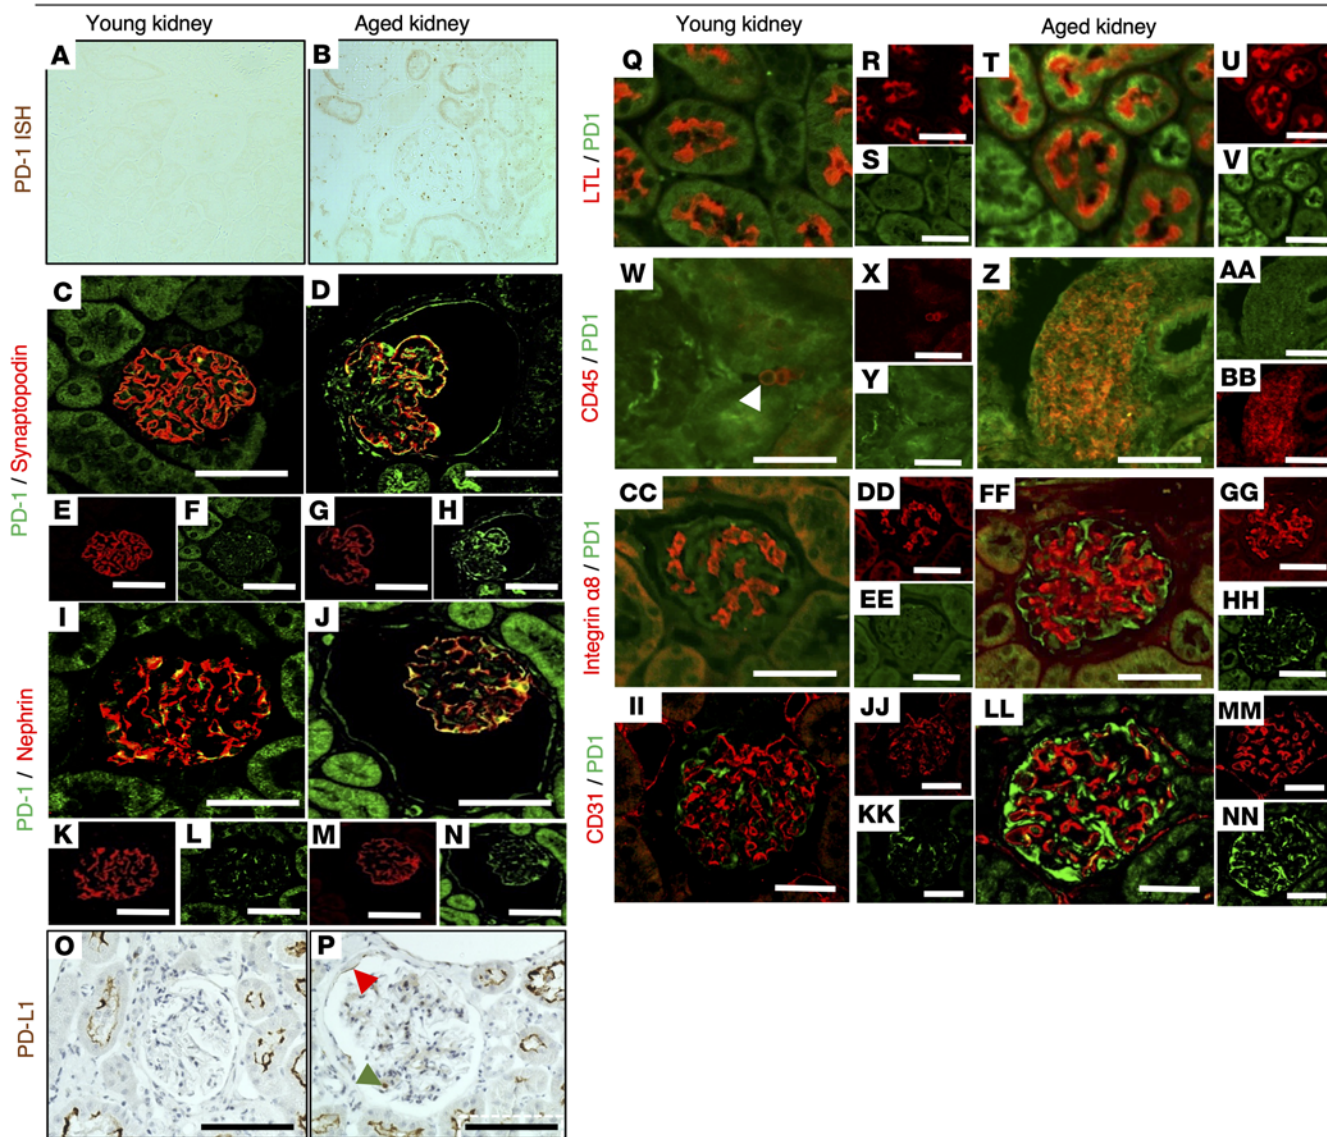 Young kidney
Aged kidney
Young kidney
Aged kidney
PD-1 ISH
A
B
PD-1 / Synaptopodin
C
D
E
F
G
H
PD-1 / Nephrin
I
J
K
L
M
N
PD-L1
O
P
LTL / PD1
Q
R
S
T
U
V
CD45 / PD1
W
X
Y
Z
AA
BB
Integrin α8 / PD1
CC
DD
EE
FF
GG
HH
CD31 / PD1
II
JJ
KK
LL
MM
NN